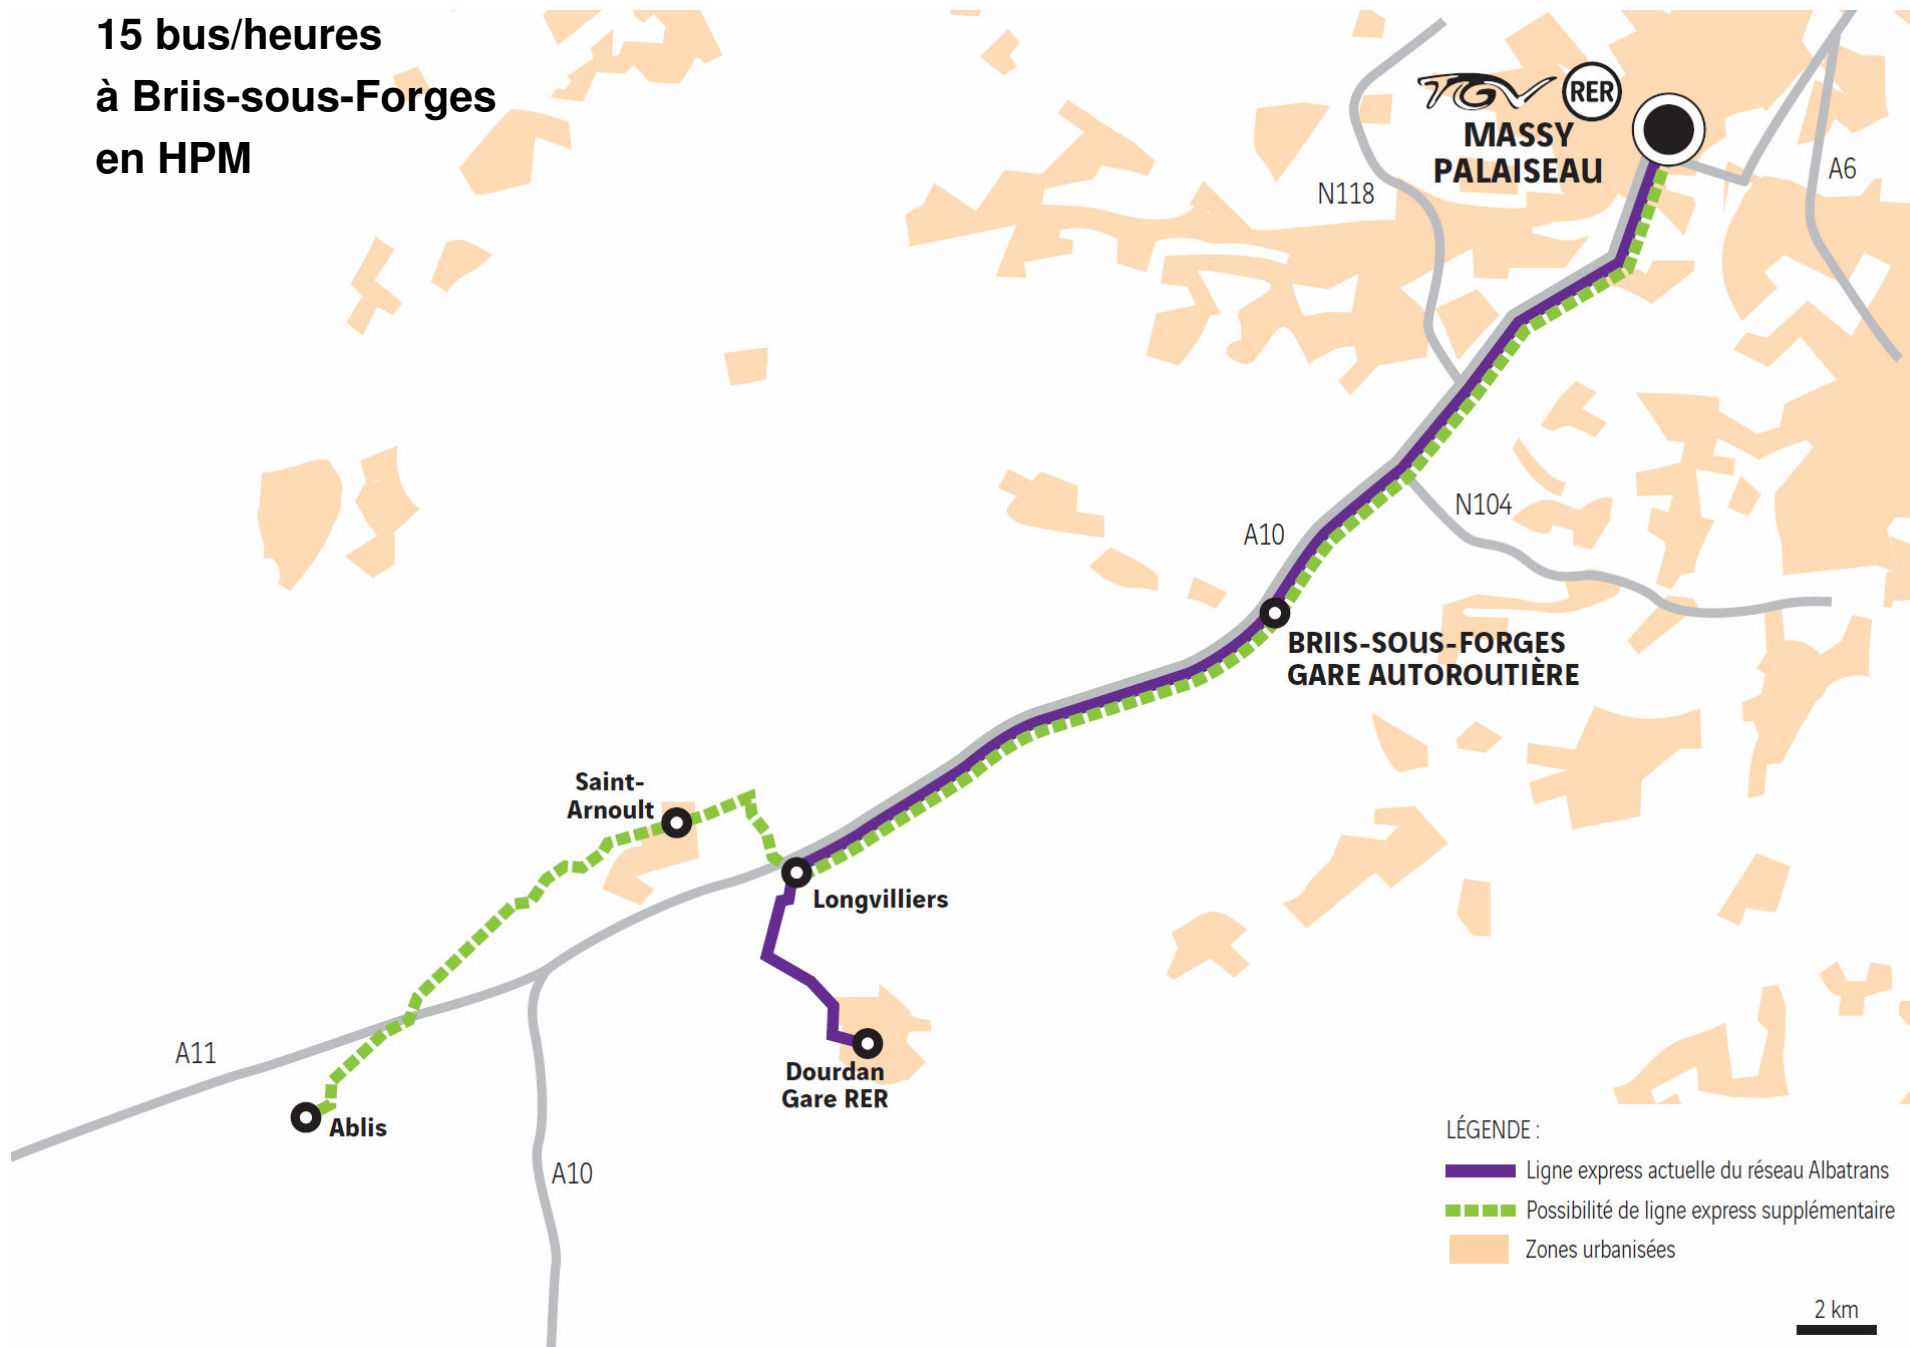 15 bus/heures
à Briis-sous-Forges
en HPM
TGV RER
MASSY
PALAISEAU
N118
A6
N104
A10
BRIIS-SOUS-FORGES
GARE AUTOROUTIÈRE
Saint-
Arnoult
Longvilliers
A11
Dourdan
Gare RER
Ablis
A10
LÉGENDE :
Ligne express actuelle du réseau Albatrans
Possibilité de ligne express supplémentaire
Zones urbanisées
2 km